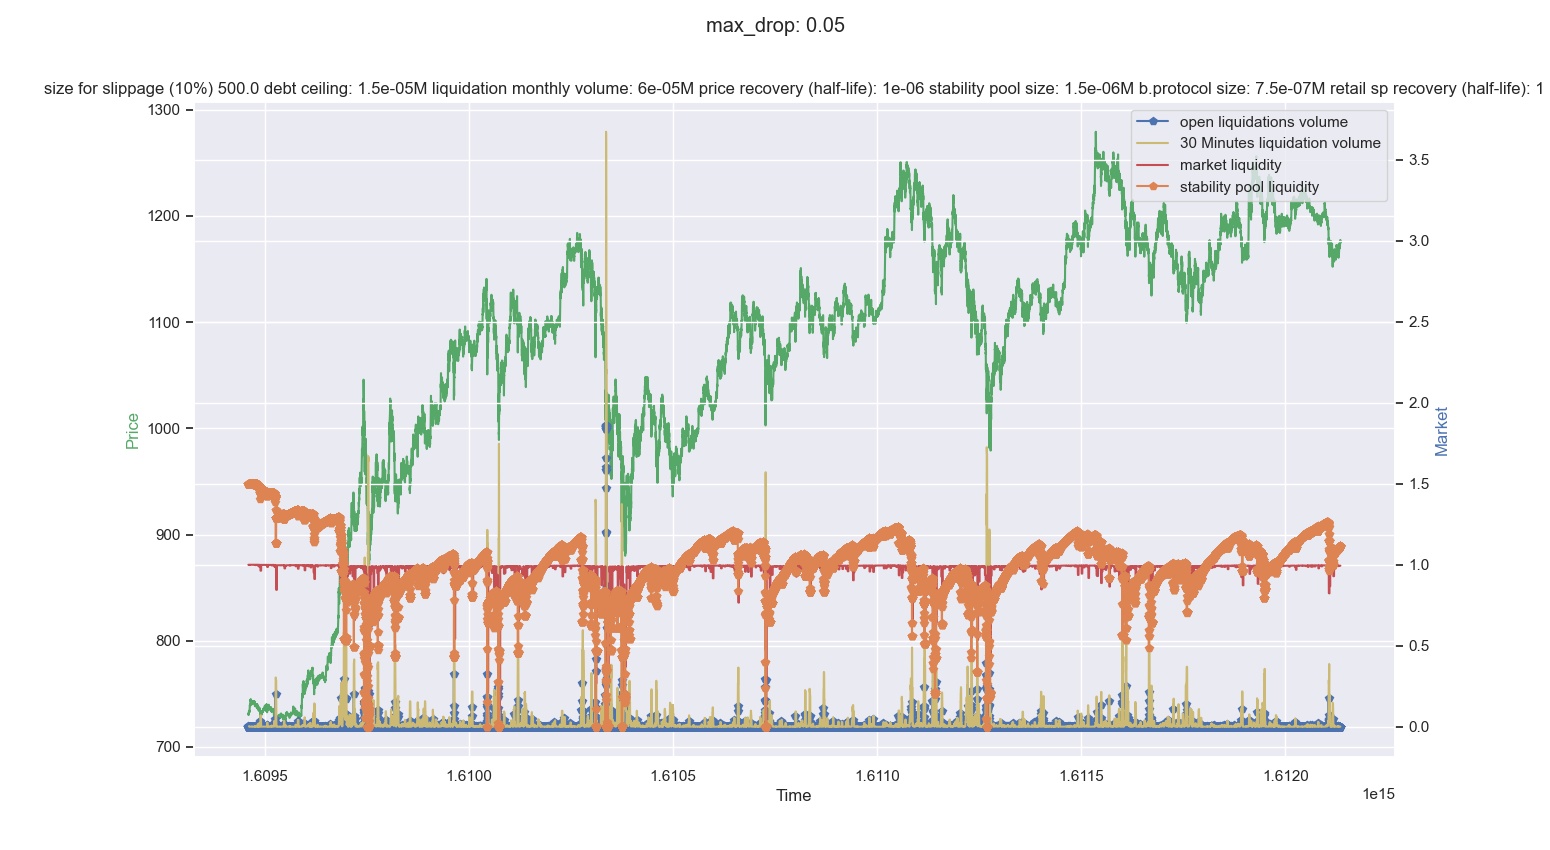 max_drop: 0.05
size for slippage (10%) 500.0 debt ceiling: 1.5e-05M liquidation monthly volume: 6e-05M price recovery (half-life): 1e-06 stability pool size: 1.5e-06M b.protocol size: 7.5e-07M retail sp recovery (half-life): 1
open liquidations volume
30 Minutes liquidation volume
market liquidity
stability pool liquidity
1300
1200
1100
1000
900
800
700
Price
3.5
3.0
2.5
2.0
1.5
1.0
0.5
0.0
Market
1.6095
1.6100
1.6105
1.6110
1.6115
1.6120
1e15
Time